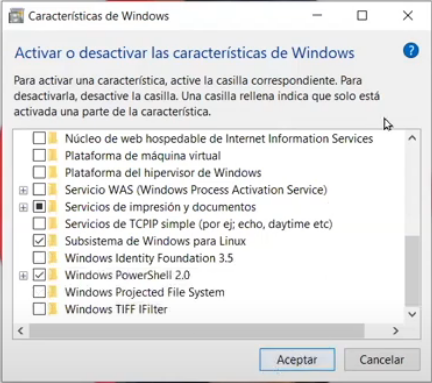 Características de Windows
Activar o desactivar las características de Windows
?
Para activar una característica, active la casilla correspondiente. Para
desactivarla, desactive la casilla. Una casilla rellena indica que solo está
activada una parte de la característica.
Núcleo de web hospedable de Internet Information Services
Plataforma de máquina virtual
Plataforma del hipervisor de Windows
Servicio WAS (Windows Process Activation Service)
Servicios de impresión y documentos
Servicios de TCPIP simple (por ej; echo, daytime etc)
Subsistema de Windows para Linux
Windows Identity Foundation 3.5
Windows PowerShell 2.0
Windows Projected File System
Windows TIFF IFilter
Aceptar
Cancelar